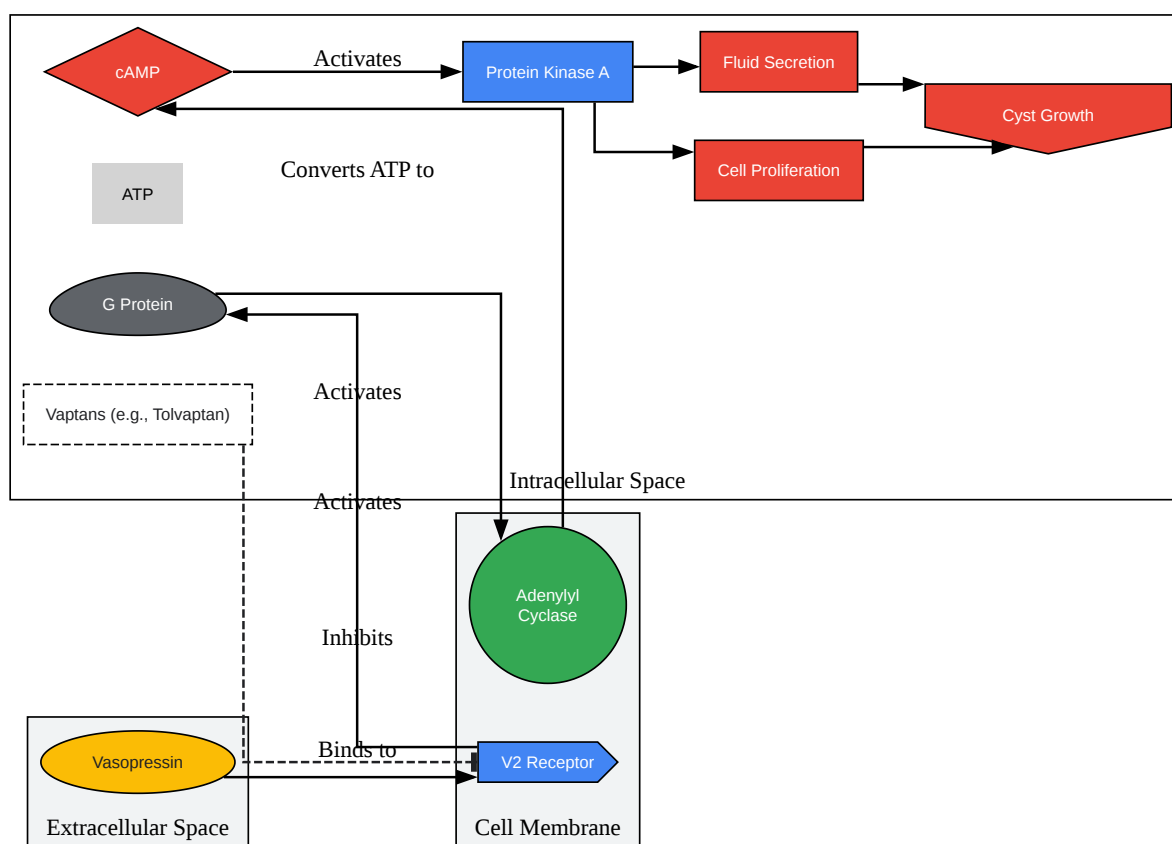 cAMP
Activates
Protein Kinase A
Fluid Secretion
Cyst Growth
Converts ATP to
Cell Proliferation
ATP
G Protein
Activates
Vaptans (e.g., Tolvaptan)
Intracellular Space
Activates
Adenylyl
Cyclase
Inhibits
Binds to
Vasopressin
V2 Receptor
Extracellular Space
Cell Membrane